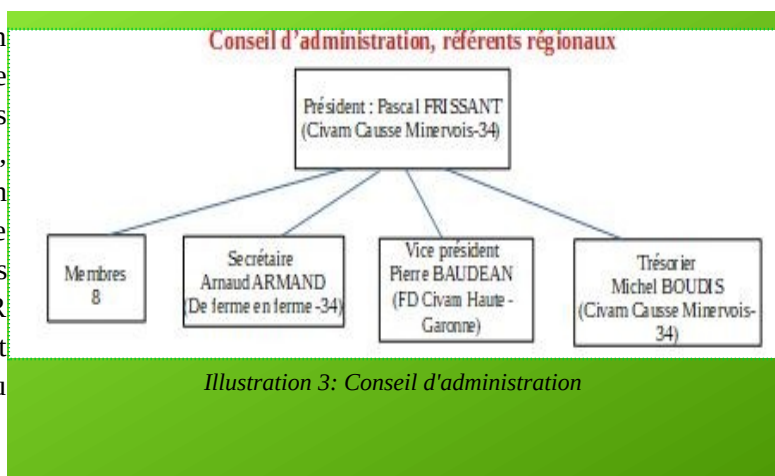 Conseil d'administration, référents régionaux
Président : Pascal FRISSANT
(Civam Causse Minervois-34)
Membres
8
Secrétaire
Arnaud ARMAND
(De ferme en ferme -34)
Vice président
Pierre BAUDEAN
(FD Civam Haute -
Garonne)
Trésorier
Michel BOUDIS
(Civam Causse Minervois-
34)
Illustration 3: Conseil d'administration